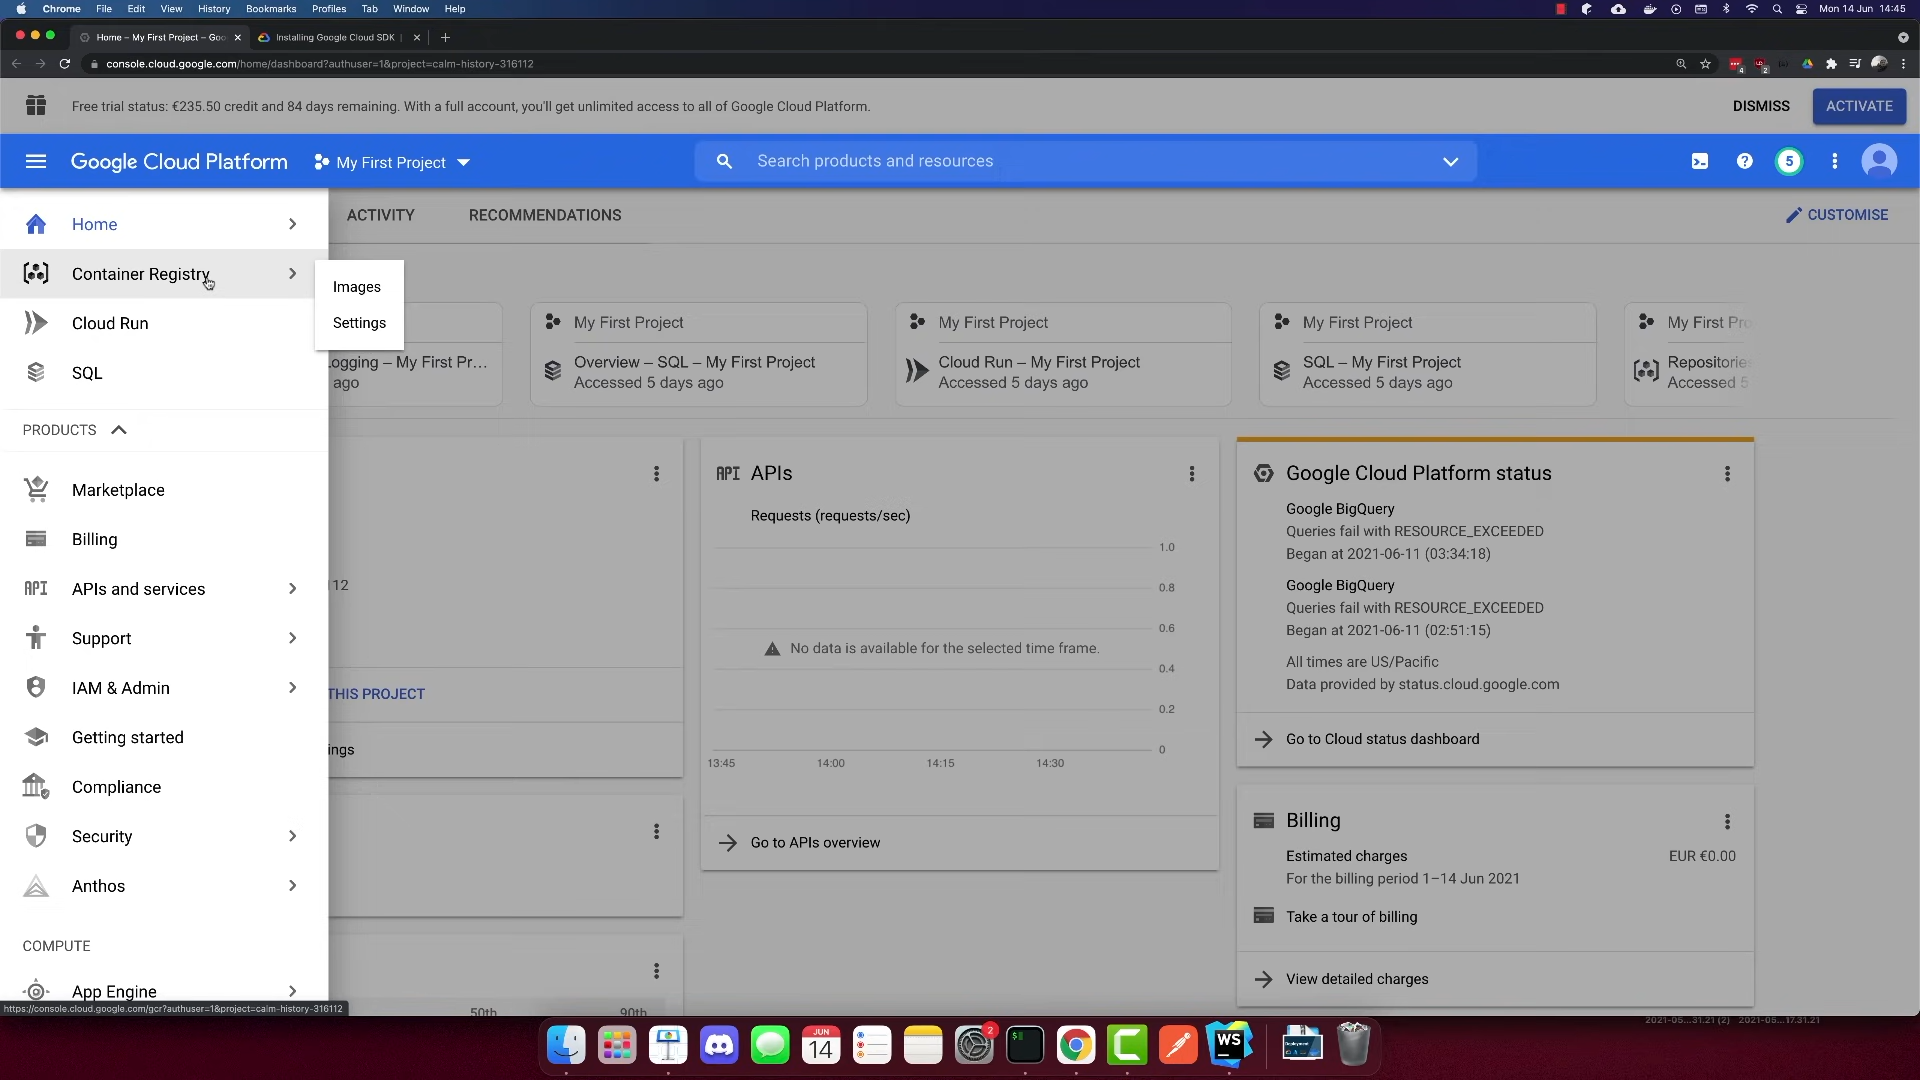 Chrome File Edit View History Bookmarks Profiles Tab Window Help
Mon 14 Jun 14:45
Home – My First Project – Goo
Installing Google Cloud SDK
console.cloud.google.com/home/dashboard?authuser=1&project=calm-history-316112
Free trial status: €235.50 credit and 84 days remaining. With a full account, you'll get unlimited access to all of Google Cloud Platform.
DISMISS
ACTIVATE
Google Cloud Platform
My First Project
Search products and resources
5
Home
ACTIVITY
RECOMMENDATIONS
CUSTOMISE
Container Registry
Images
Settings
Cloud Run
SQL
ogging – My First Pr...
ago
My First Project
Overview – SQL – My First Project
Accessed 5 days ago
My First Project
Cloud Run – My First Project
Accessed 5 days ago
My First Project
SQL – My First Project
Accessed 5 days ago
My First Pro
Repositories
Accessed 5
PRODUCTS
Marketplace
Billing
API APIs and services
Support
IAM & Admin
Getting started
Compliance
Security
Anthos
COMPUTE
App Engine
https://console.cloud.google.com/gcr?authuser=1&project=calm-history-316112
112
THIS PROJECT
ings
50th
90th
API APIs
Requests (requests/sec)
1.0
0.8
0.6
No data is available for the selected time frame.
0.4
0.2
0
13:45 14:00 14:15 14:30
Go to APIs overview
Google Cloud Platform status
Google BigQuery
Queries fail with RESOURCE_EXCEEDED
Began at 2021-06-11 (03:34:18)
Google BigQuery
Queries fail with RESOURCE_EXCEEDED
Began at 2021-06-11 (02:51:15)
All times are US/Pacific
Data provided by status.cloud.google.com
Go to Cloud status dashboard
Billing
Estimated charges
EUR €0.00
For the billing period 1–14 Jun 2021
Take a tour of billing
View detailed charges
2021-05...31.21 (2) 2021-05...17.31.21
JUN
14
2
WS